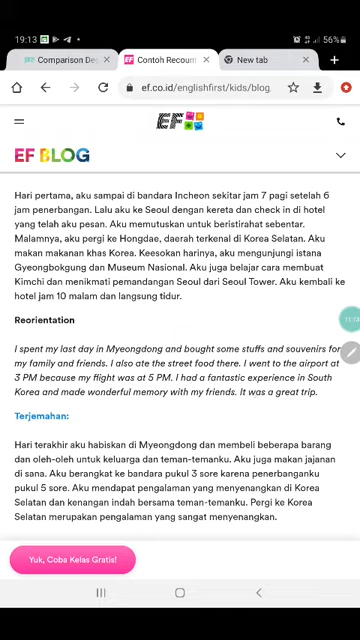 19:13
56%
Comparison De
Contoh Recoun
New tab
ef.co.id/englishfirst/kids/blog
EF
EF BLOG
Hari pertama, aku sampai di bandara Incheon sekitar jam 7 pagi setelah 6
jam penerbangan. Lalu aku ke Seoul dengan kereta dan check in di hotel
yang telah aku pesan. Aku memutuskan untuk beristirahat sebentar.
Malamnya, aku pergi ke Hongdae, daerah terkenal di Korea Selatan. Aku
makan makanan khas Korea. Keesokan harinya, aku mengunjungi istana
Gyeongbokgung dan Museum Nasional. Aku juga belajar cara membuat
Kimchi dan menikmati pemandangan Seoul dari Seoul Tower. Aku kembali ke
hotel jam 10 malam dan langsung tidur.
Reorientation
I spent my last day in Myeongdong and bought some stuffs and souvenirs for
my family and friends. I also ate the street food there. I went to the airport at
3 PM because my flight was at 5 PM. I had a fantastic experience in South
Korea and made wonderful memory with my friends. It was a great trip.
Terjemahan:
Hari terakhir aku habiskan di Myeongdong dan membeli beberapa barang
dan oleh-oleh untuk keluarga dan teman-temanku. Aku juga makan jajanan
di sana. Aku berangkat ke bandara pukul 3 sore karena penerbanganku
pukul 5 sore. Aku mendapat pengalaman yang menyenangkan di Korea
Selatan dan kenangan indah bersama teman-temanku. Pergi ke Korea
Selatan merupakan pengalaman yang sangat menyenangkan.
Yuk, Coba Kelas Gratis!